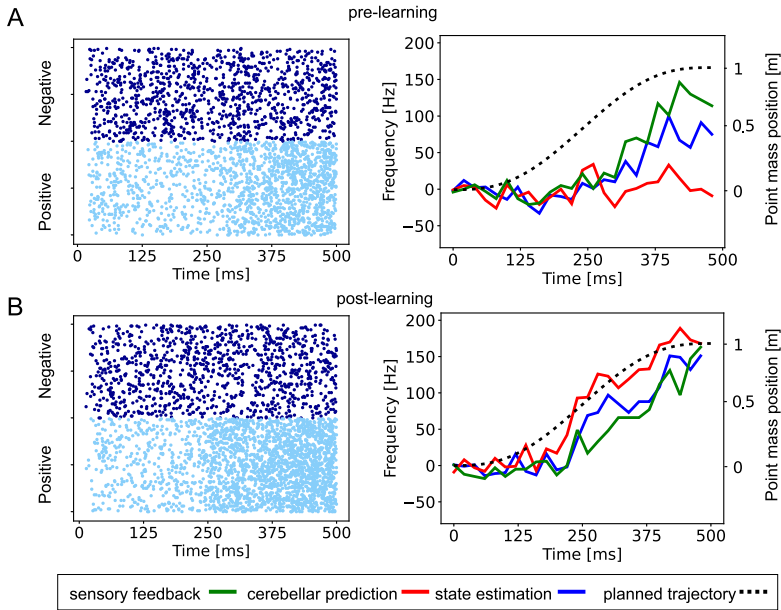 A
pre-learning
Negative
Positive
0 125 250 375 500
Time [ms]
Frequency [Hz]
200
150
100
50
0
−50
0 125 250 375 500
Time [ms]
1
0,5
0
Point mass position [m]
B
post-learning
Negative
Positive
0 125 250 375 500
Time [ms]
Frequency [Hz]
200
150
100
50
0
−50
0 125 250 375 500
Time [ms]
1
0,5
0
Point mass position [m]
sensory feedback cerebellar prediction state estimation planned trajectory